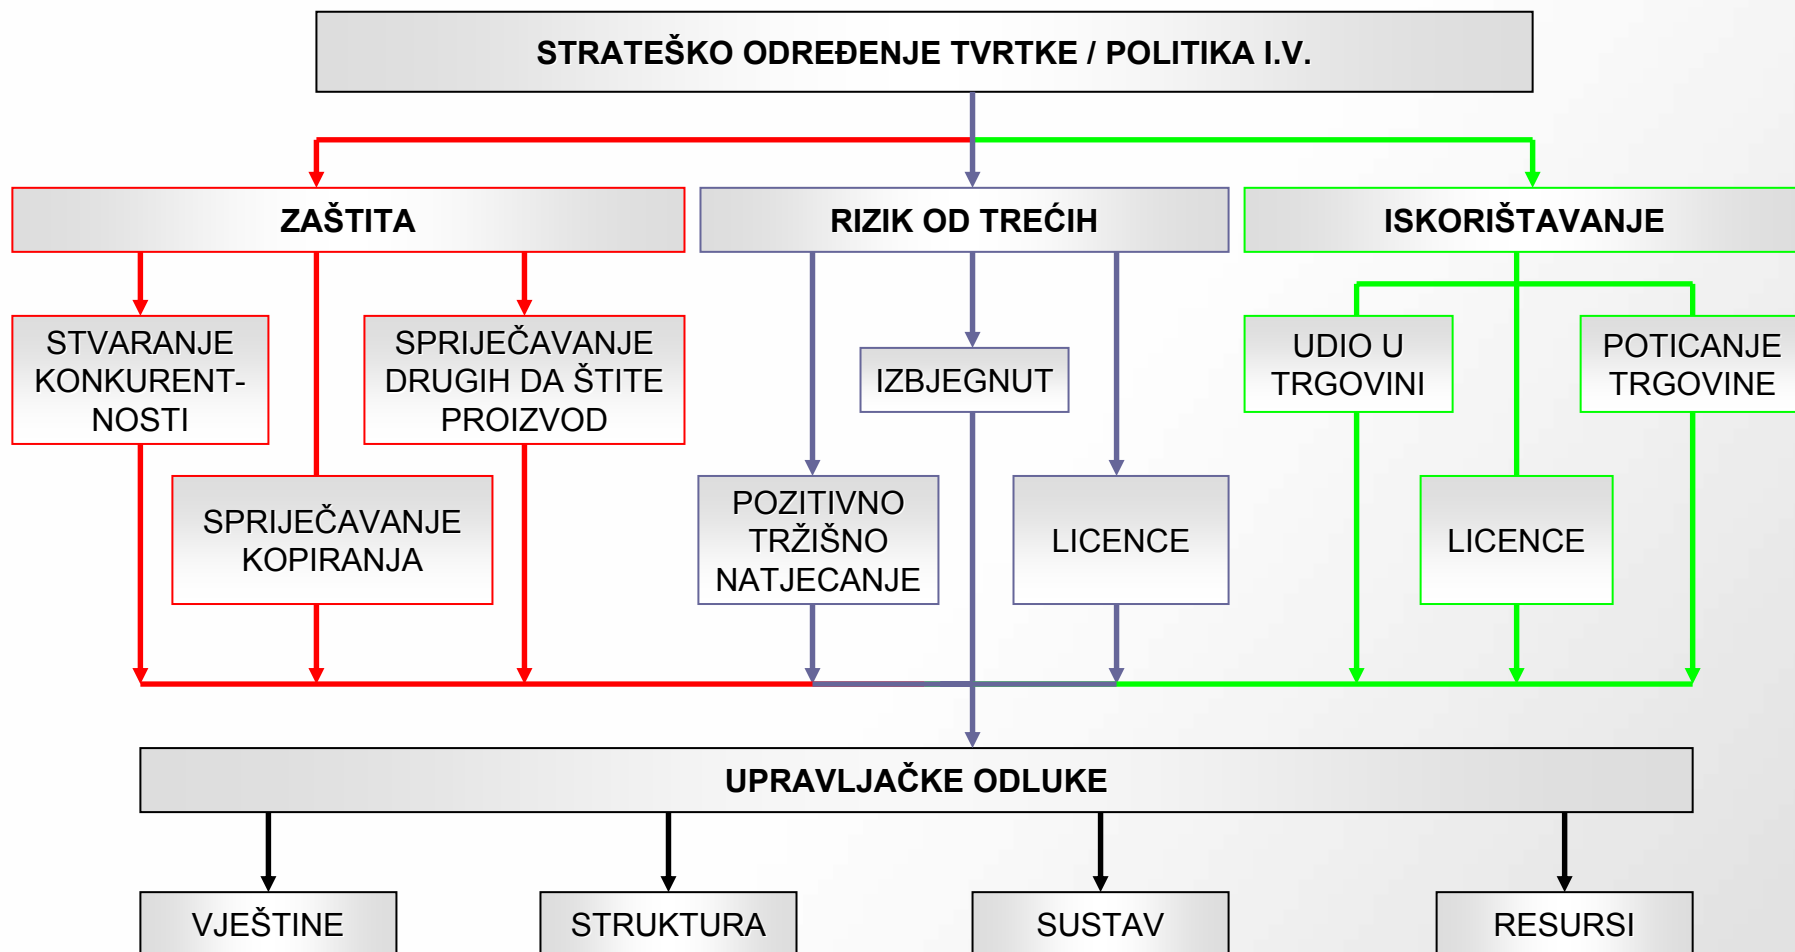 STRATEŠKO ODREĐENJE TVRTKE / POLITIKA I.V.
ZAŠTITA
RIZIK OD TREĆIH
ISKORIŠTAVANJE
STVARANJE
KONKURENT-
NOSTI
SPRIJEČAVANJE
DRUGIH DA ŠTITE
PROIZVOD
IZBJEGNUT
UDIO U
TRGOVINI
POTICANJE
TRGOVINE
SPRIJEČAVANJE
KOPIRANJA
POZITIVNO
TRŽIŠNO
NATJECANJE
LICENCE
LICENCE
UPRAVLJAČKE ODLUKE
VJEŠTINE
STRUKTURA
SUSTAV
RESURSI